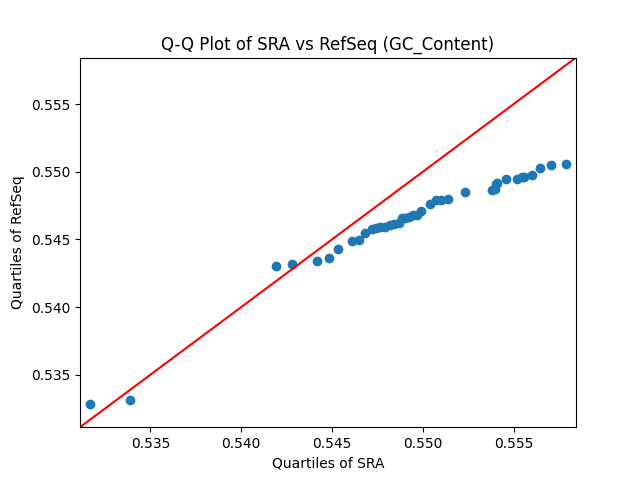 Q-Q Plot of SRA vs RefSeq (GC_Content)
Quartiles of RefSeq
0.555
0.550
0.545
0.540
0.535
0.535 0.540 0.545 0.550 0.555
Quartiles of SRA